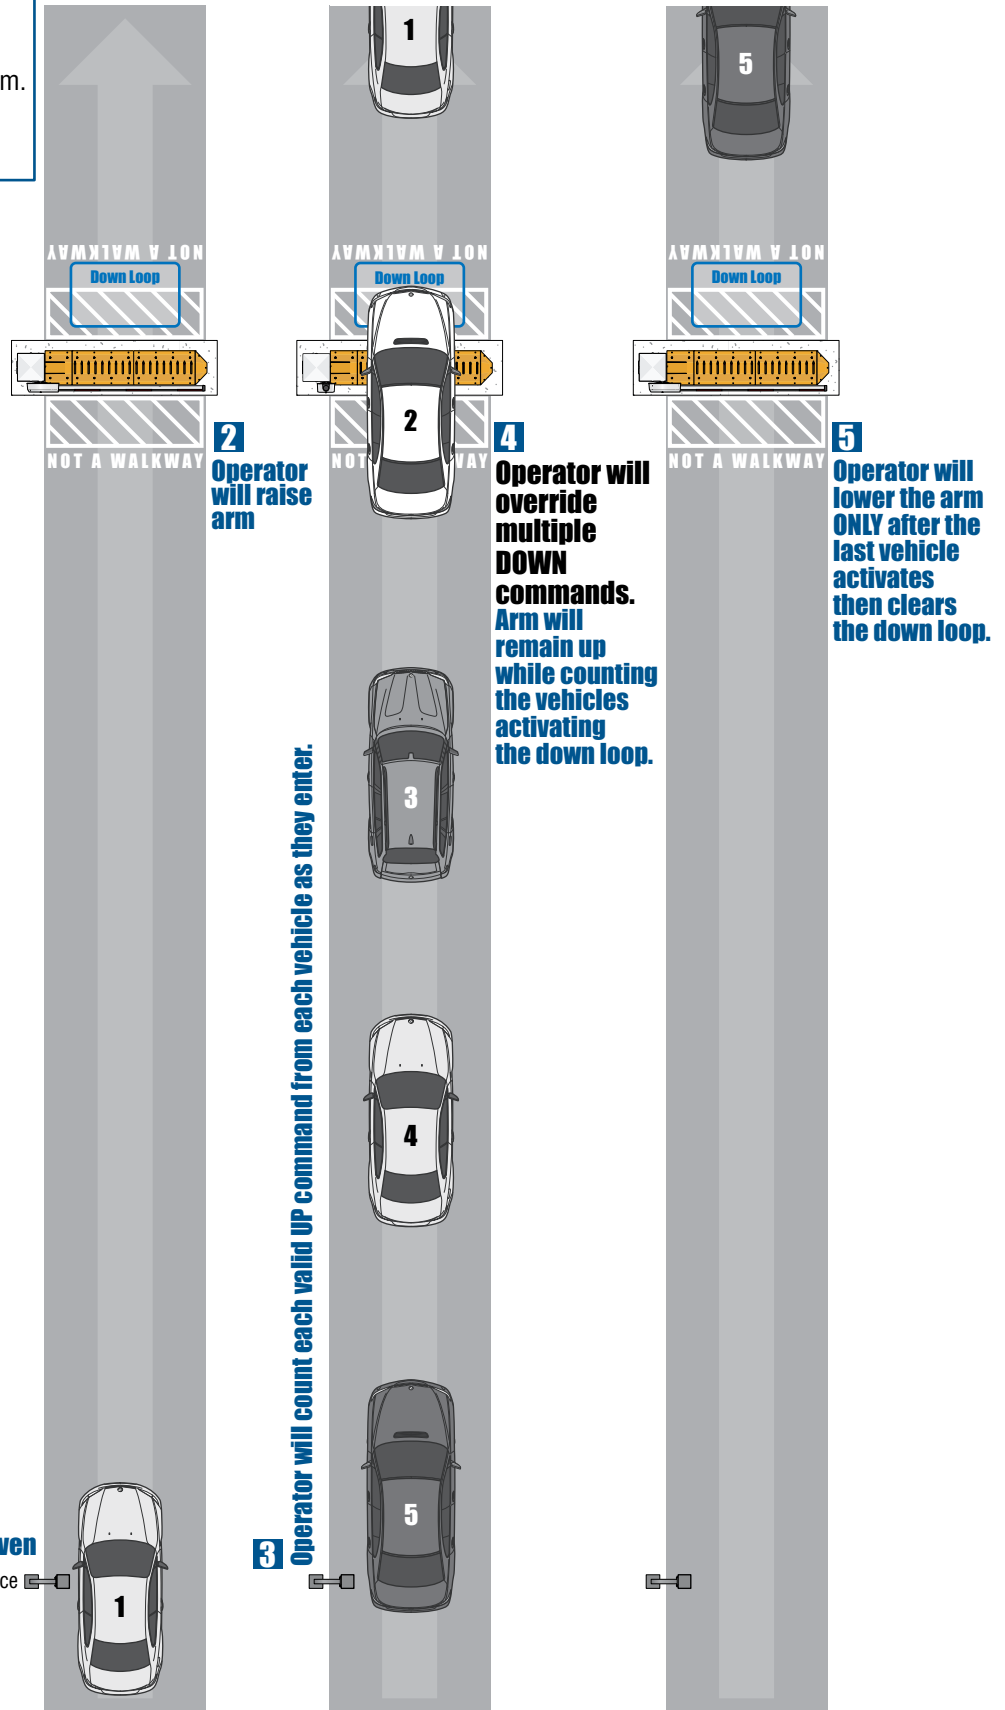 m.
1
NOT A WALKWAY
Down Loop
NOT A WALKWAY
2
Operator
will raise
arm
ven
ce
1
3
Operator will count each valid UP command from each vehicle as they enter.
NOT A WALKWAY
Down Loop
2
NOT
WAY
3
4
5
4
Operator will
override
multiple
DOWN
commands.
Arm will
remain up
while counting
the vehicles
activating
the down loop.
5
NOT A WALKWAY
Down Loop
NOT A WALKWAY
5
Operator will
lower the arm
ONLY after the
last vehicle
activates
then clears
the down loop.